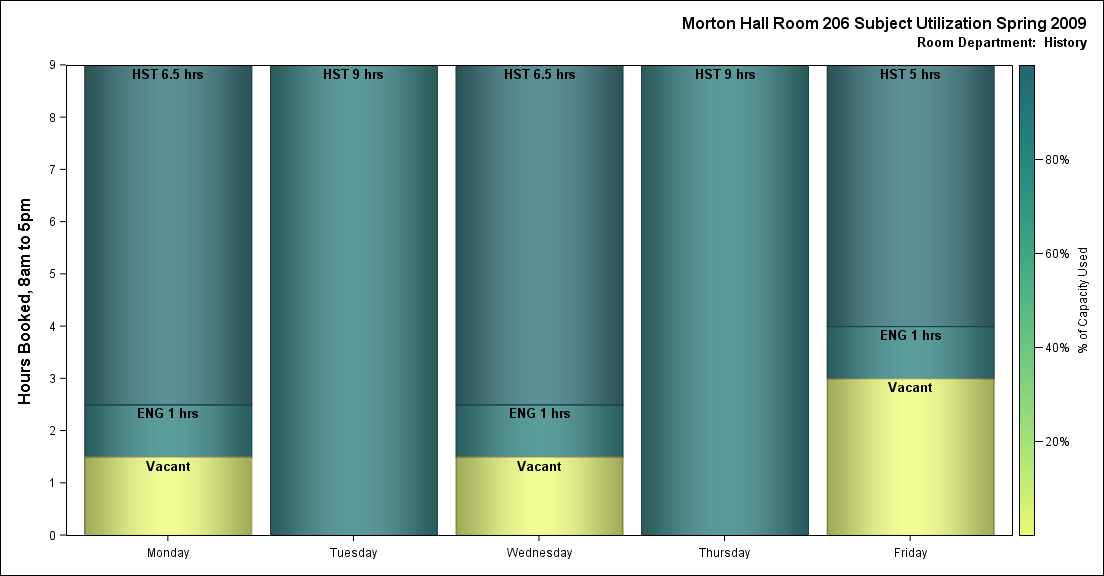 Morton Hall Room 206 Subject Utilization Spring 2009
Room Department: History
Hours Booked, 8am to 5pm
9
8
7
6
5
4
3
2
1
0
HST 6.5 hrs
ENG 1 hrs
Vacant
HST 9 hrs
HST 6.5 hrs
ENG 1 hrs
Vacant
HST 9 hrs
HST 5 hrs
ENG 1 hrs
Vacant
Monday
Tuesday
Wednesday
Thursday
Friday
80%
60%
40%
20%
% of Capacity Used